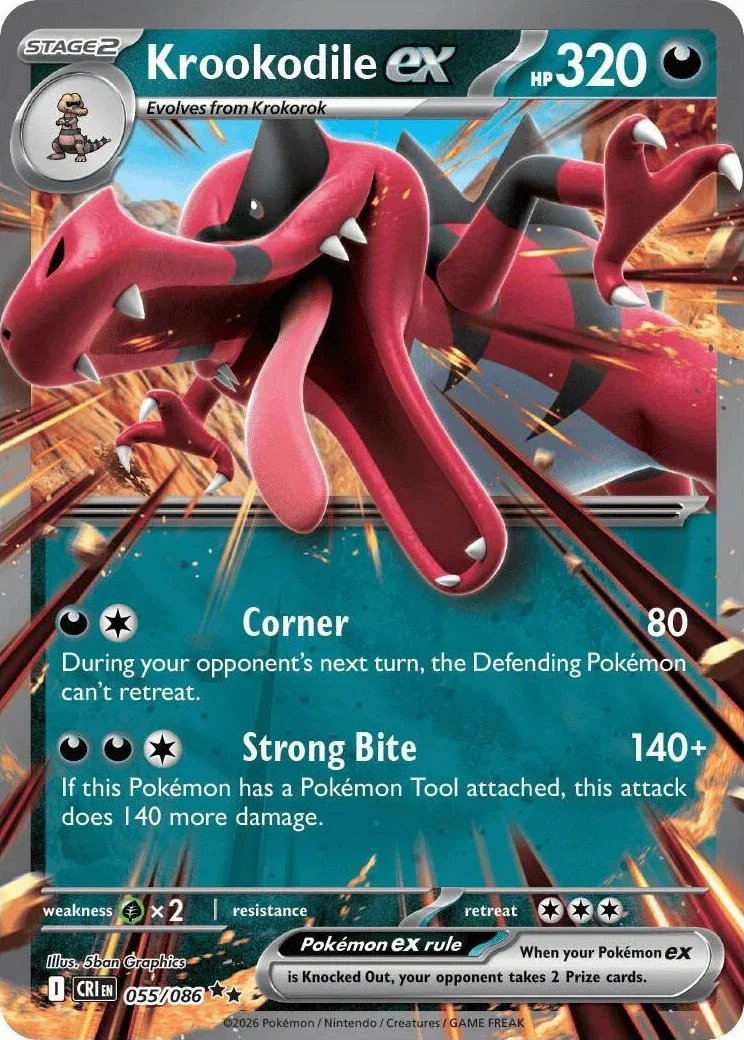 STAGE2
Krookodile ex HP 320
Evolves from Krokorok
Corner 80
During your opponent's next turn, the Defending Pokémon
can't retreat.
Strong Bite 140+
If this Pokémon has a Pokémon Tool attached, this attack
does 140 more damage.
weakness ×2 | resistance retreat
Pokémon ex rule
When your Pokémon ex
is Knocked Out, your opponent takes 2 Prize cards.
Illus. 5ban Graphics
I CRI EN 055/086
©2026 Pokémon / Nintendo / Creatures / GAME FREAK